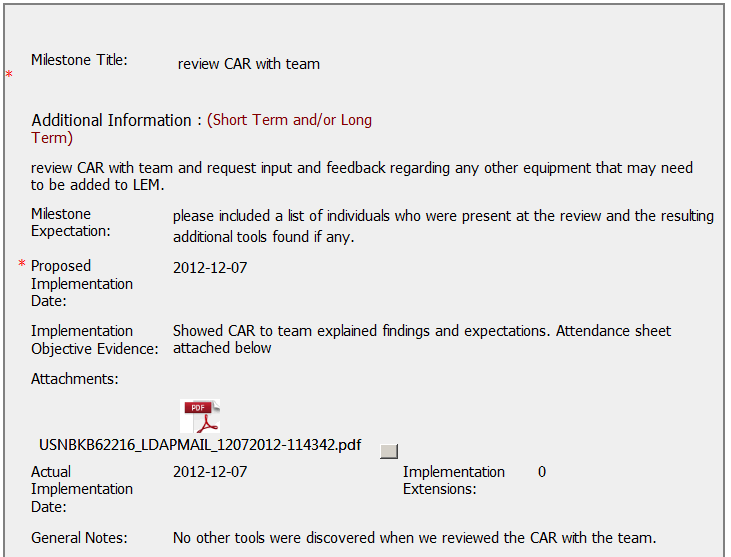 Milestone Title: review CAR with team
*
Additional Information : (Short Term and/or Long
Term)
review CAR with team and request input and feedback regarding any other equipment that may need
to be added to LEM.
Milestone please included a list of individuals who were present at the review and the resulting
Expectation: additional tools found if any.
* Proposed 2012-12-07
Implementation
Date:
Implementation Showed CAR to team explained findings and expectations. Attendance sheet
Objective Evidence: attached below
Attachments:
PDF
USNBKB62216_LDAPMAIL_12072012-114342.pdf
Actual 2012-12-07 Implementation 0
Implementation Extensions:
Date:
General Notes: No other tools were discovered when we reviewed the CAR with the team.